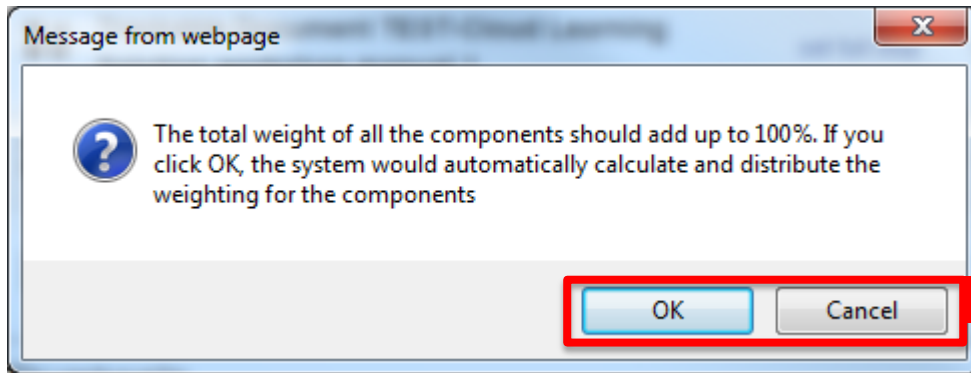 Message from webpage
The total weight of all the components should add up to 100%. If you
click OK, the system would automatically calculate and distribute the
weighting for the components
OK
Cancel